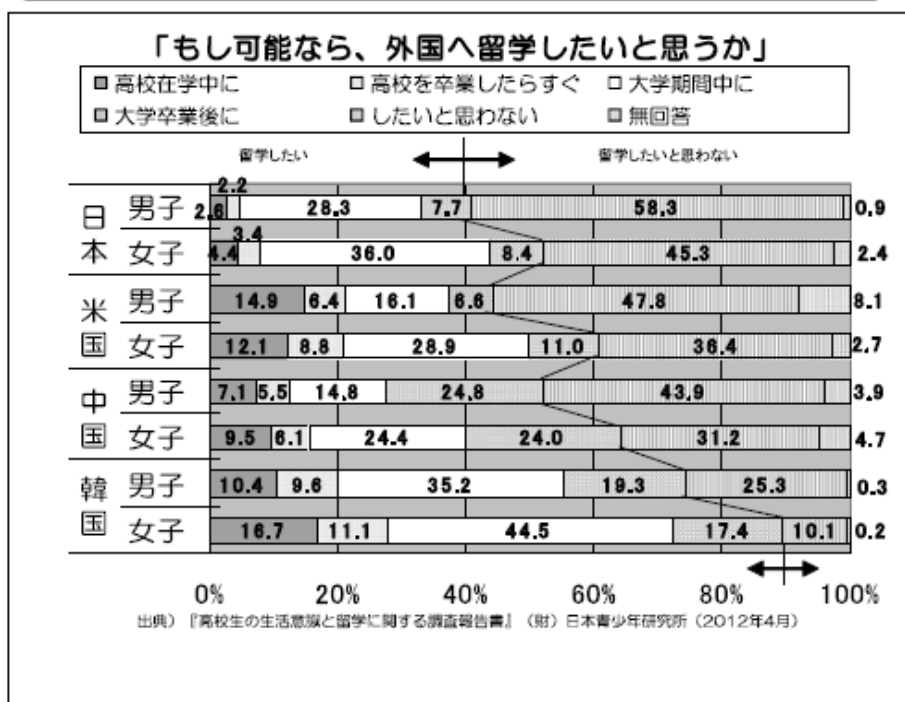 「もし可能なら、外国へ留学したいと思うか」
■高校在学中に □高校を卒業したらすぐ □大学期間中に
■大学卒業後に ■したいと思わない ■無回答
留学したい 留学したいと思わない
日本 男子 2.6 2.2 28.3 7.7 58.3 0.9
女子 4.4 3.4 36.0 8.4 45.3 2.4
米国 男子 14.9 6.4 16.1 6.6 47.8 8.1
女子 12.1 8.8 28.9 11.0 36.4 2.7
中国 男子 7.1 5.5 14.8 24.8 43.9 3.9
女子 9.5 6.1 24.4 24.0 31.2 4.7
韓国 男子 10.4 9.6 35.2 19.3 25.3 0.3
女子 16.7 11.1 44.5 17.4 10.1 0.2
0% 20% 40% 60% 80% 100%
出典）『高校生の生活意識と留学に関する調査報告書』（財）日本青少年研究所（2012年4月）